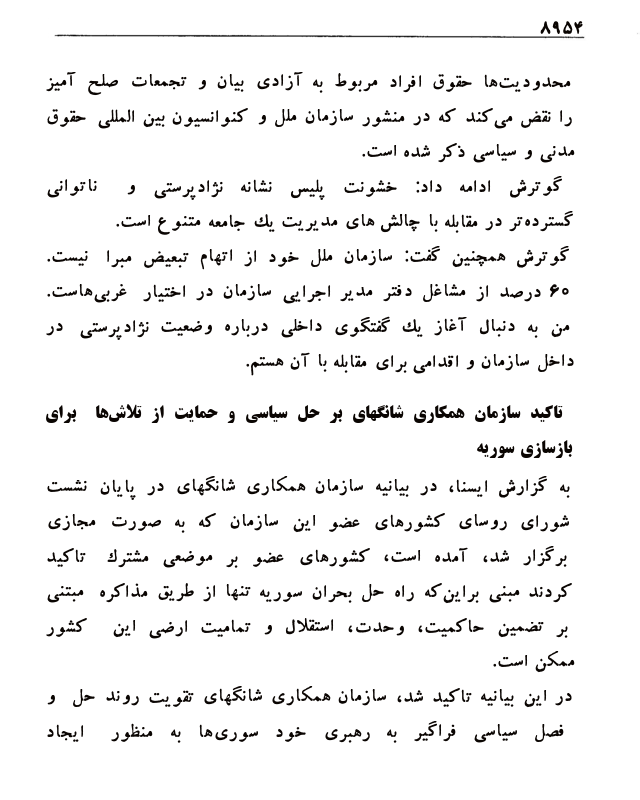 ۸۹۵۴
محدودیت‌ها حقوق افراد مربوط به آزادی بیان و تجمعات صلح آمیز
را نقض می‌کند که در منشور سازمان ملل و کنوانسیون بین المللی حقوق
مدنی و سیاسی ذکر شده است.
گوترش ادامه داد: خشونت پلیس نشانه نژادپرستی و ناتوانی
گسترده‌تر در مقابله با چالش های مدیریت یك جامعه متنوع است.
گوترش همچنین گفت: سازمان ملل خود از اتهام تبعیض مبرا نیست.
۶۰ درصد از مشاغل دفتر مدیر اجرایی سازمان در اختیار غربی‌هاست.
من به دنبال آغاز یك گفتگوی داخلی درباره وضعیت نژادپرستی در
داخل سازمان و اقدامی برای مقابله با آن هستم.
تاکید سازمان همکاری شانگهای بر حل سیاسی و حمایت از تلاش‌ها برای
بازسازی سوریه
به گزارش ایسنا، در بیانیه سازمان همکاری شانگهای در پایان نشست
شورای روسای کشورهای عضو این سازمان که به صورت مجازی
برگزار شد، آمده است، کشورهای عضو بر موضعی مشترك تاکید
کردند مبنی براین‌که راه حل بحران سوریه تنها از طریق مذاکره مبتنی
بر تضمین حاکمیت، وحدت، استقلال و تمامیت ارضی این کشور
ممکن است.
در این بیانیه تاکید شد، سازمان همکاری شانگهای تقویت روند حل و
فصل سیاسی فراگیر به رهبری خود سوری‌ها به منظور ایجاد